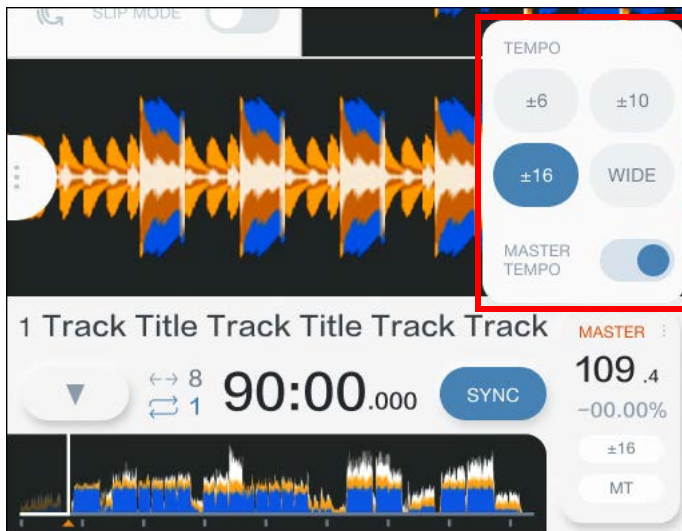 SLIP MODE
TEMPO
±6 ±10
±16 WIDE
MASTER
TEMPO
1 Track Title Track Title Track Track
MASTER
←→ 8
1
90:00.000
SYNC
109.4
-00.00%
±16
MT